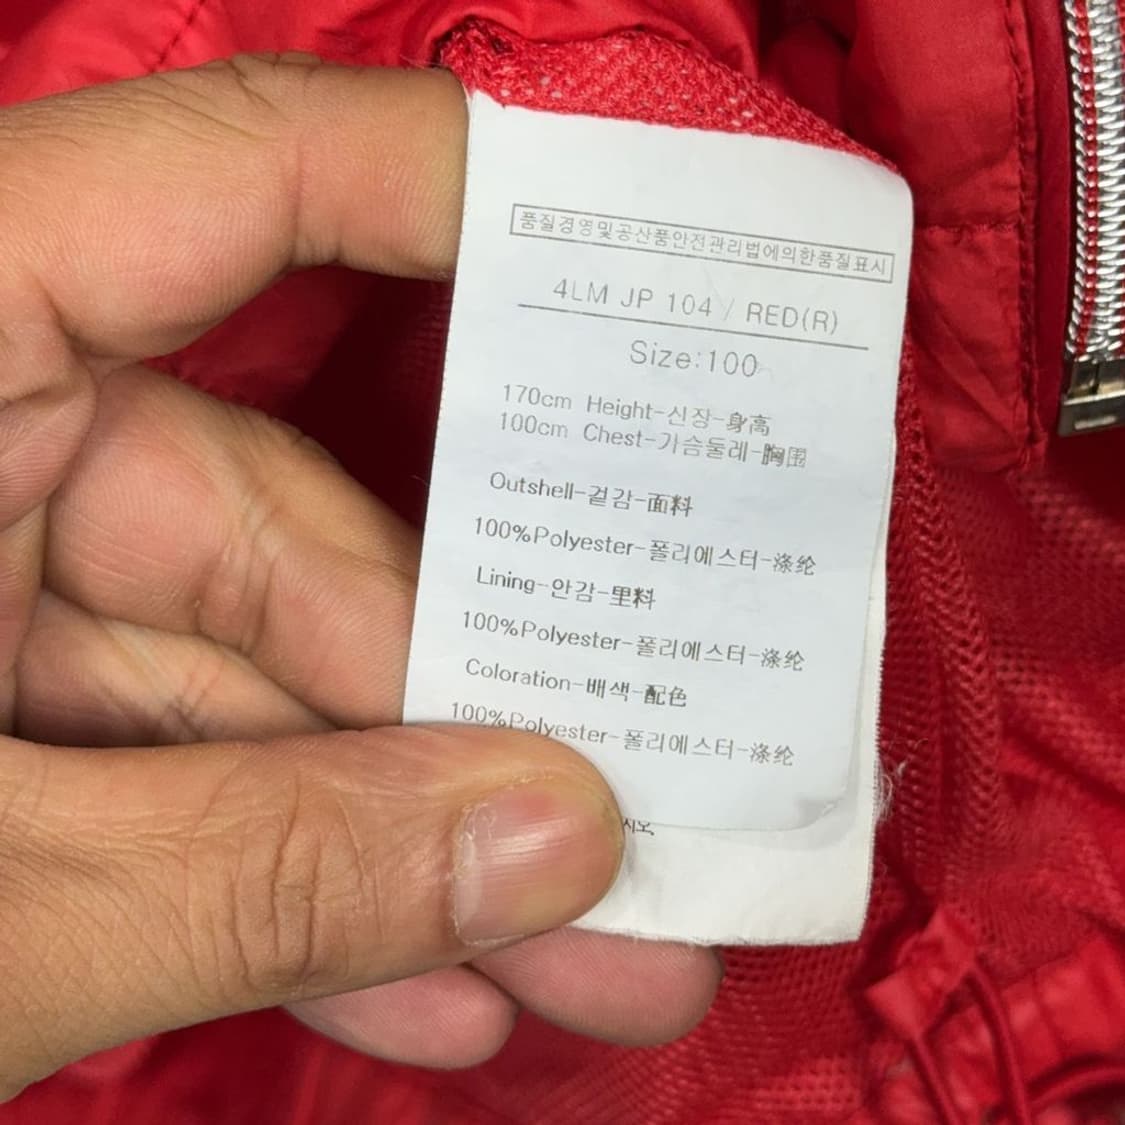 품질경영및공산품안전관리법에의한품질표시
4LM JP 104 / RED(R)
Size:100
170cm Height-신장-身高
100cm Chest-가슴둘레-胸围
Outshell-겉감-面料
100%Polyester-폴리에스터-涤纶
Lining-안감-里料
100%Polyester-폴리에스터-涤纶
Coloration-배색-配色
100%Polyester-폴리에스터-涤纶
시오